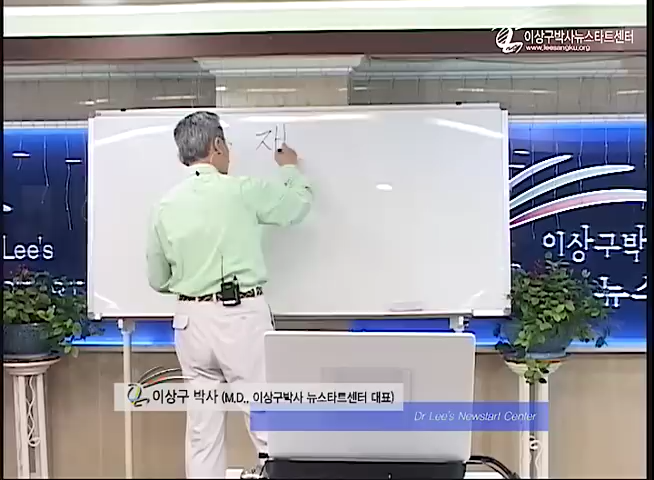 이상구박사뉴스타트센터
www.leesangku.org
재
Lee's
이상구박
뉴스
이상구 박사 (M.D., 이상구박사 뉴스타트센터 대표)
Dr Lee's Newstart Center